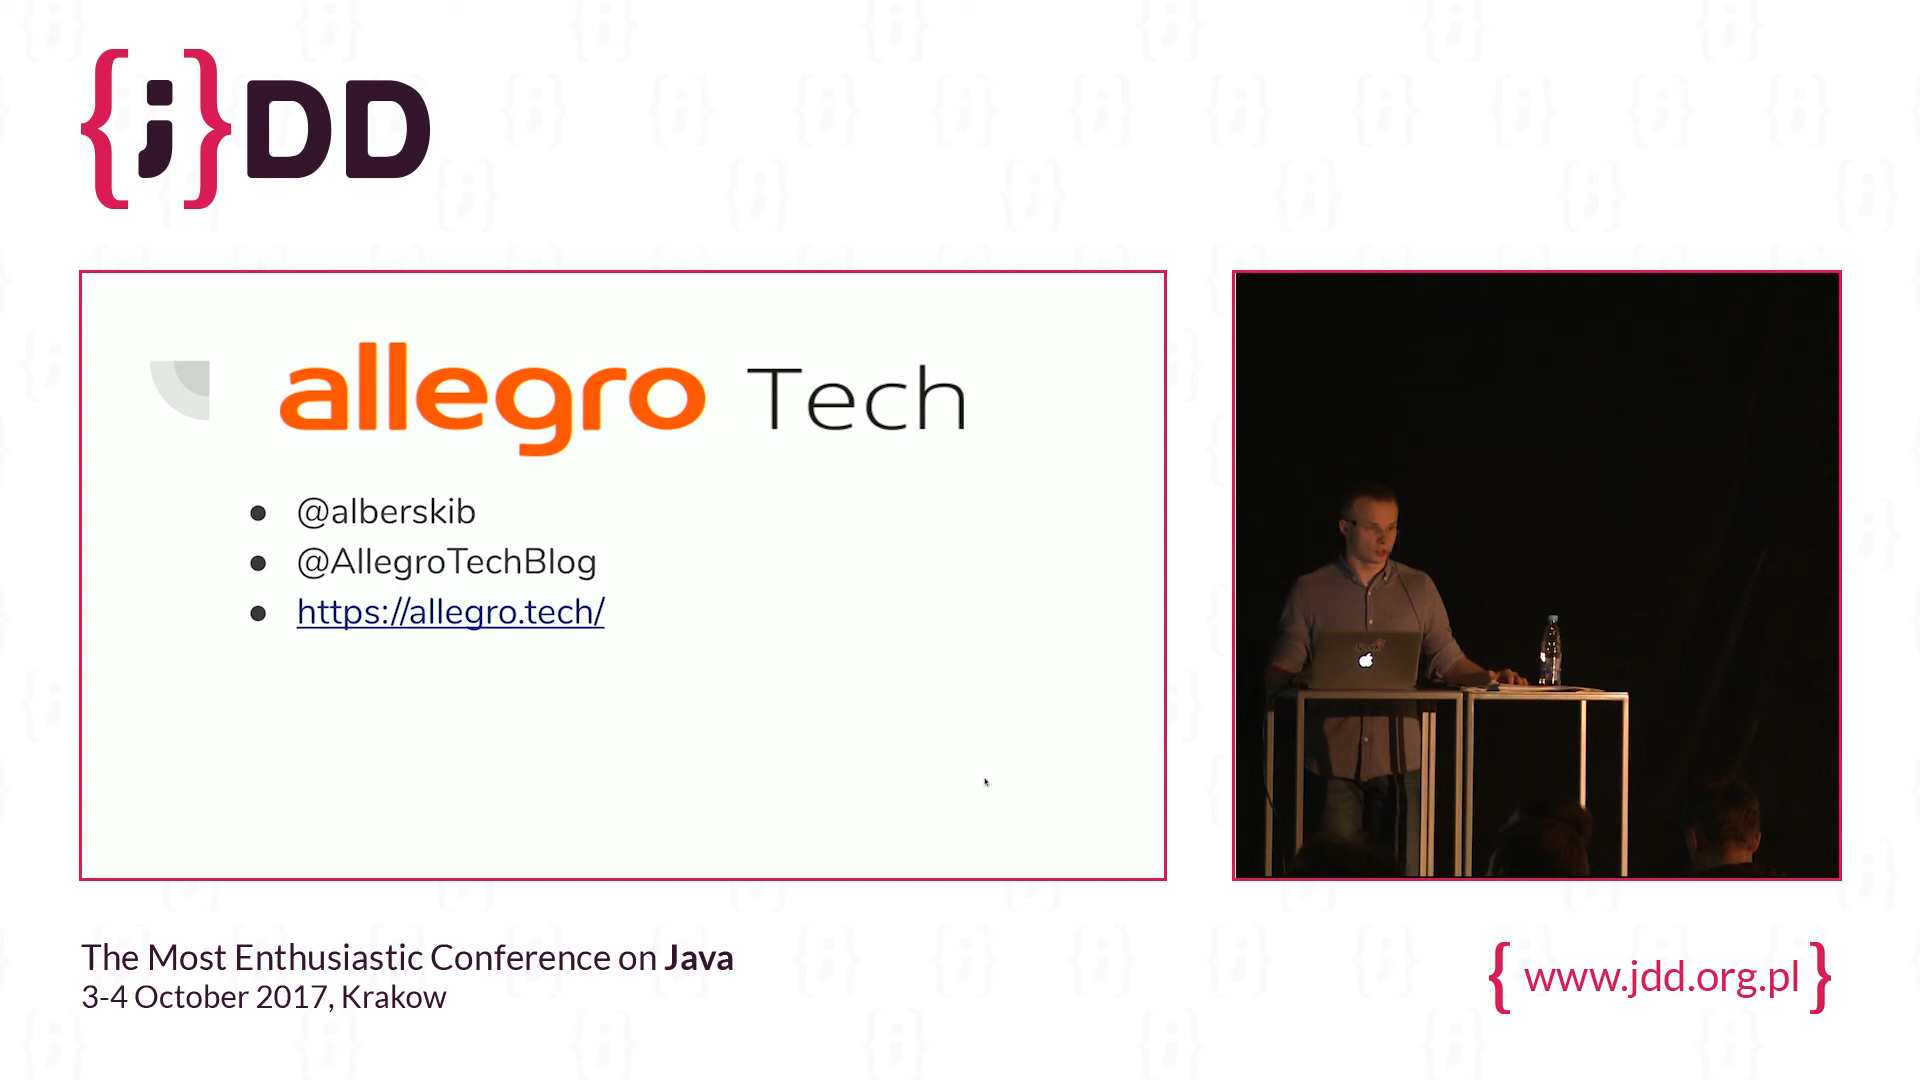 {;}DD
allegro Tech
@alberskib
@AllegroTechBlog
https://allegro.tech/
The Most Enthusiastic Conference on Java
3-4 October 2017, Krakow
{ www.jdd.org.pl }